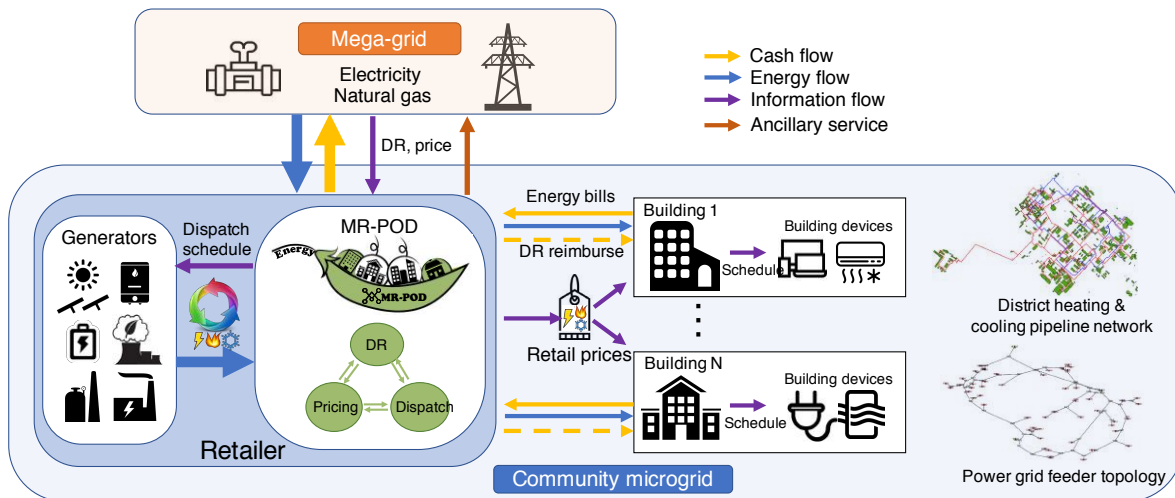 Mega-grid
Electricity
Natural gas
Cash flow
Energy flow
Information flow
Ancillary service
DR, price
Generators
Dispatch
schedule
MR-POD
Energy
MR-POD
DR
Pricing
Dispatch
Retailer
Energy bills
DR reimburse
Retail prices
Building 1
Schedule
Building devices
Building N
Schedule
Building devices
District heating &
cooling pipeline network
Power grid feeder topology
Community microgrid